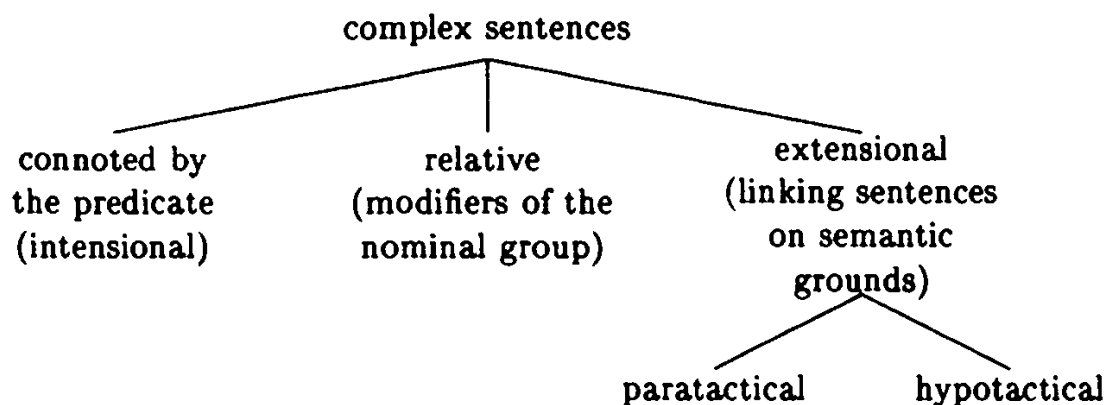 complex sentences
connoted by
the predicate
(intensional)
relative
(modifiers of the
nominal group)
extensional
(linking sentences
on semantic
grounds)
paratactical
hypotactical